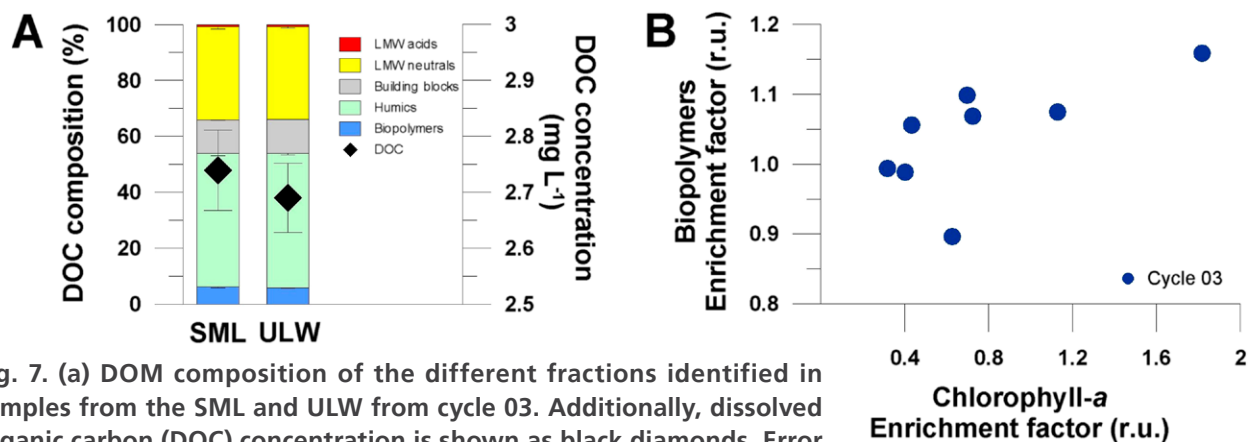 A
DOC composition (%)
100
80
60
40
20
0
SML ULW
LMW acids
LMW neutrals
Building blocks
Humics
Biopolymers
DOC
3
2.9
2.8
2.7
2.6
2.5
DOC concentration
(mg L-1)
B
Biopolymers
Enrichment factor (r.u.)
1.2
1.1
1.0
0.9
0.8
Cycle 03
0.4 0.8 1.2 1.6 2
Chlorophyll-a
Enrichment factor (r.u.)
g. 7. (a) DOM composition of the different fractions identified in
mples from the SML and ULW from cycle 03. Additionally, dissolved
ganic carbon (DOC) concentration is shown as black diamonds. Error